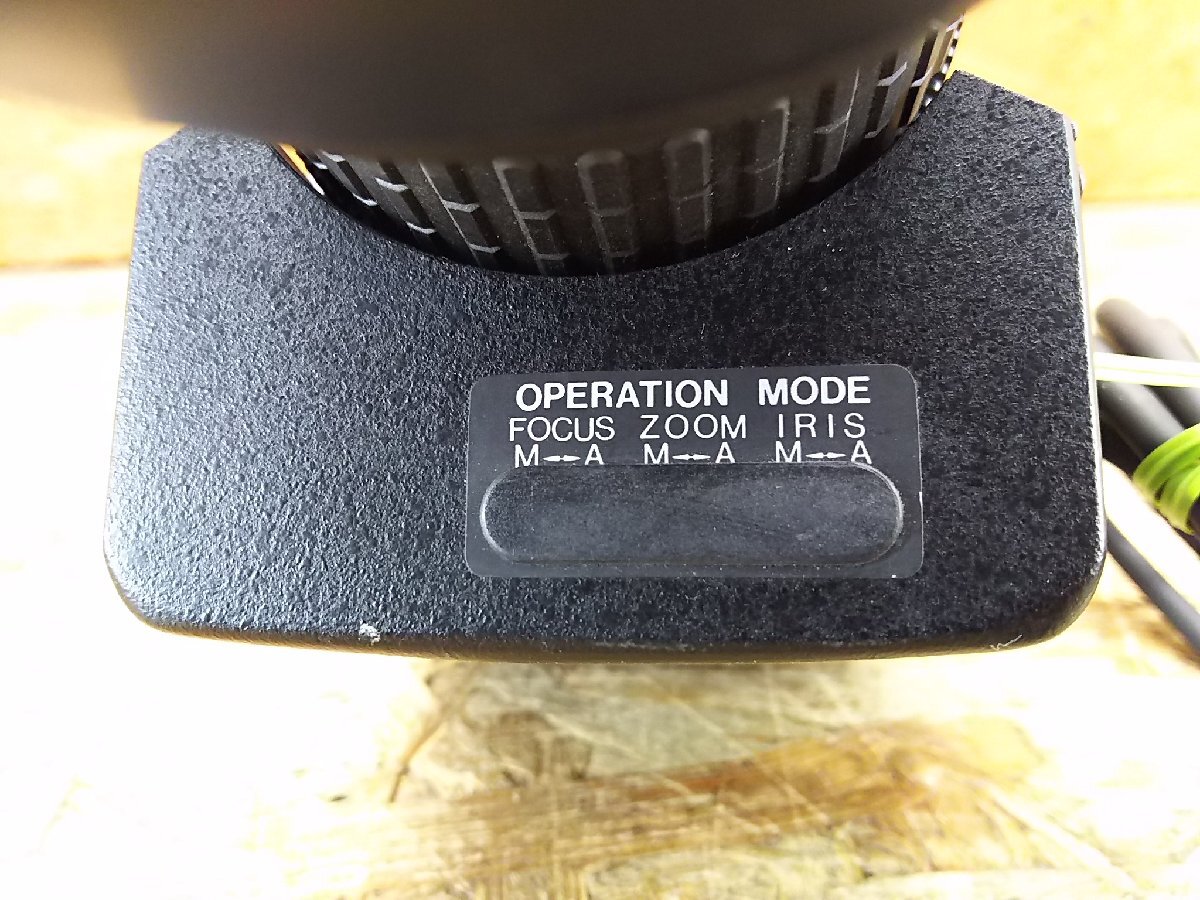 OPERATION MODE
FOCUS ZOOM IRIS
M↔A M↔A M↔A